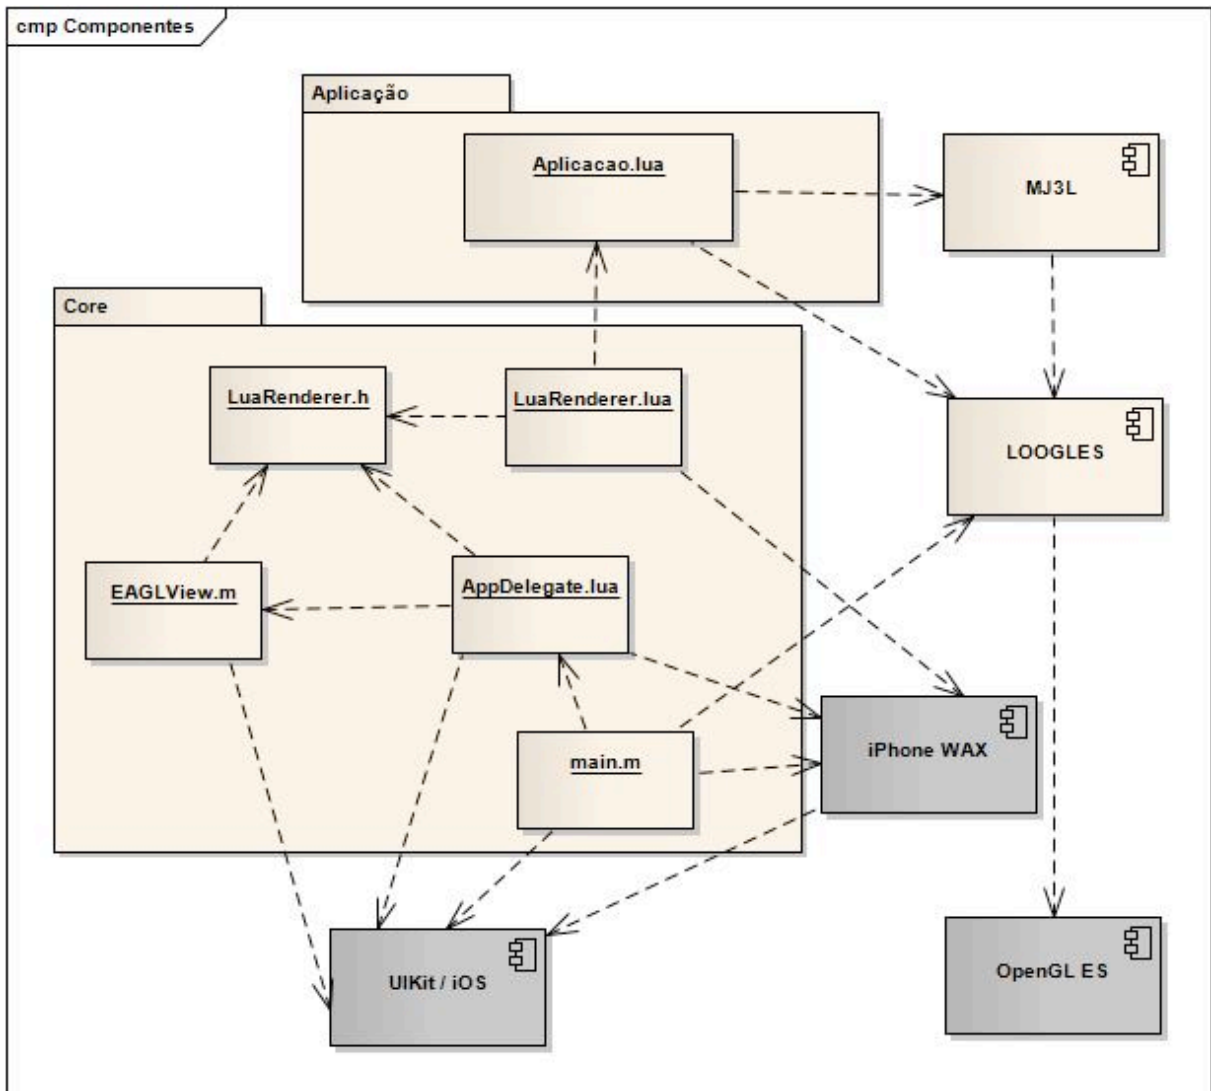 cmp Componentes
Aplicação
Aplicacao.lua
MJ3L
Core
LuaRenderer.h
LuaRenderer.lua
LOOGLES
EAGLView.m
AppDelegate.lua
main.m
iPhone WAX
UIKit / iOS
OpenGL ES